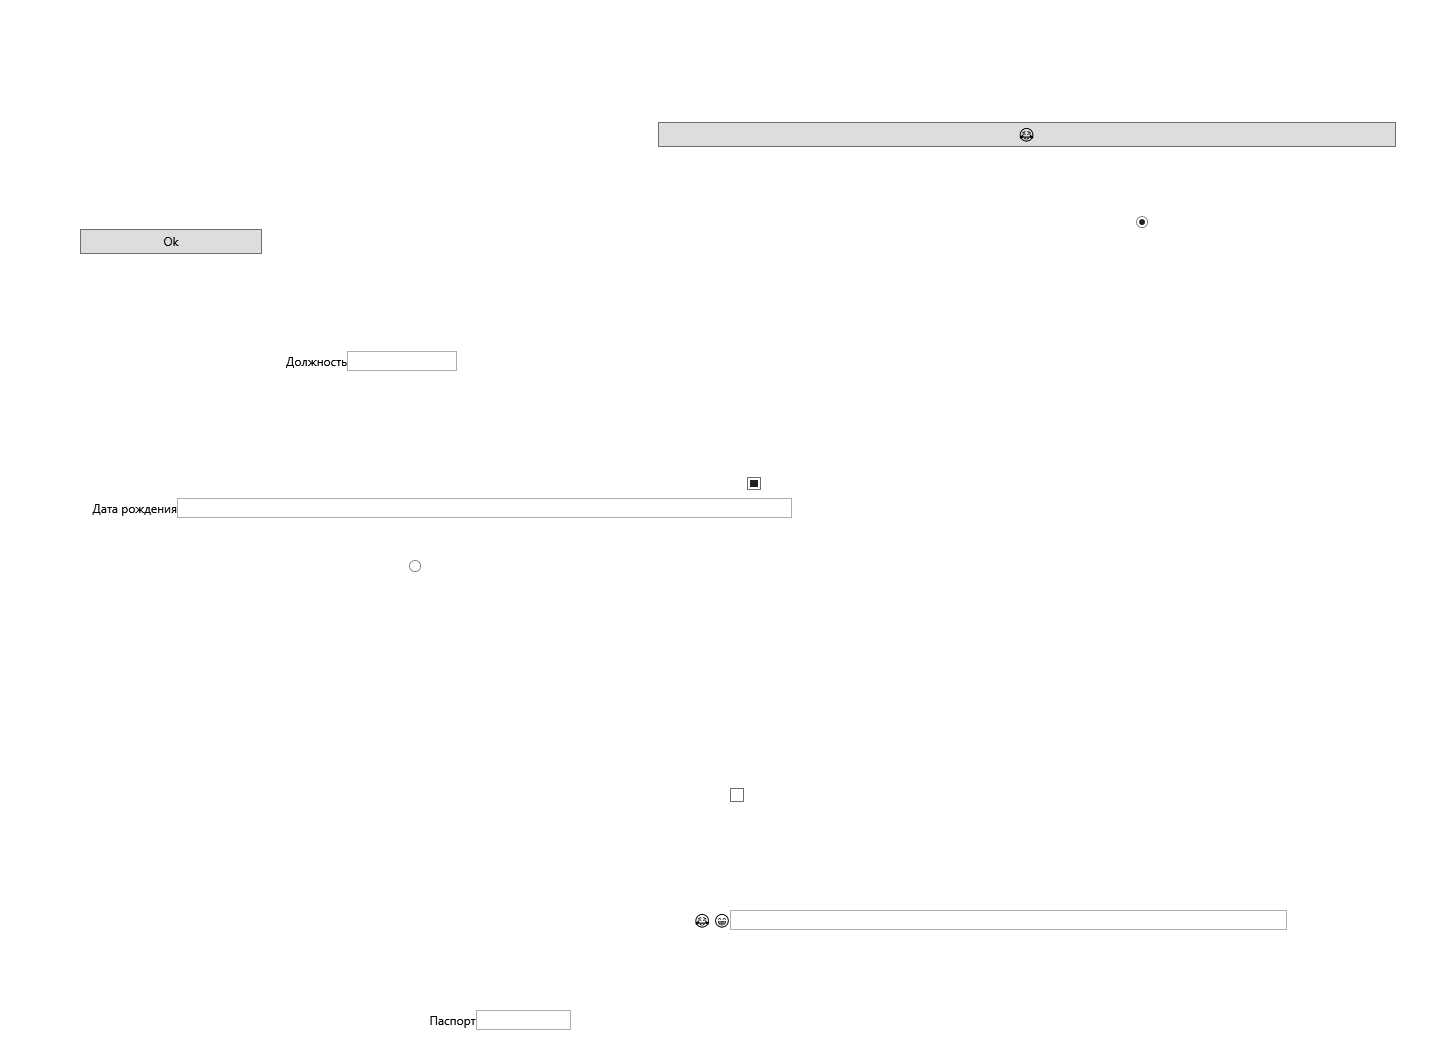 😂
Ok
Должность
Дата рождения
😂 😁
Паспорт